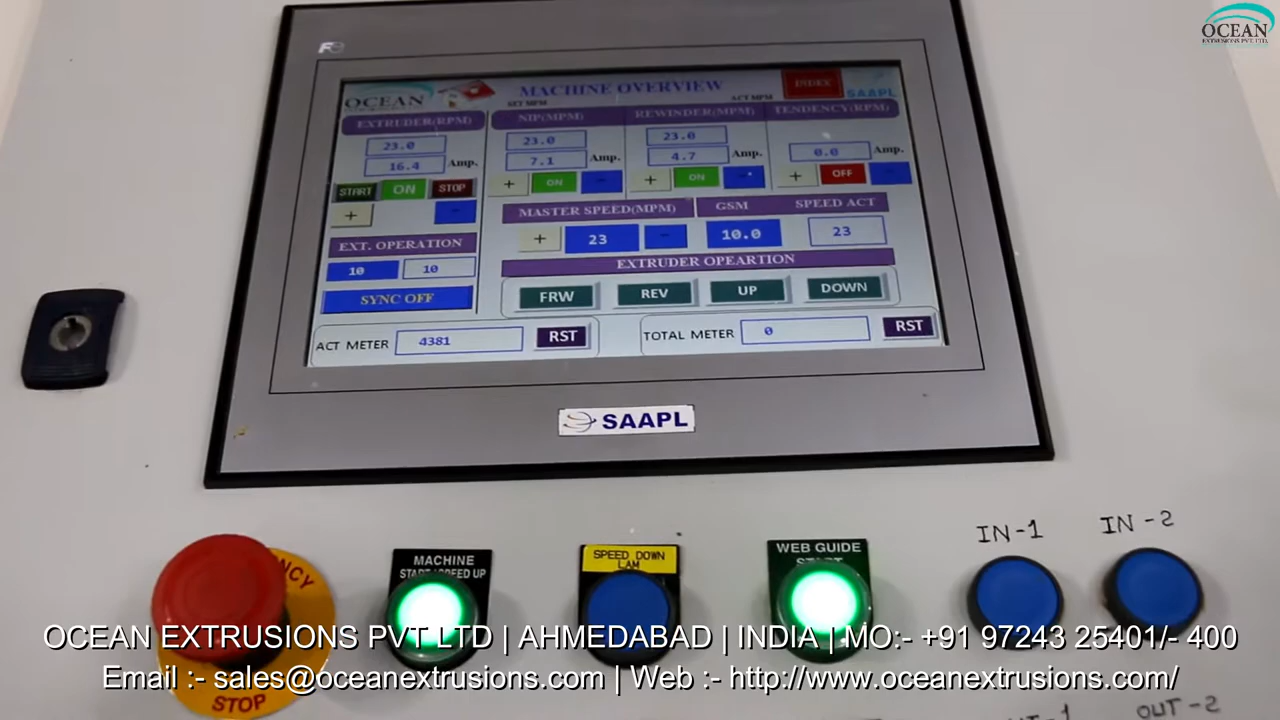 OCEAN
EXTRUSIONS PVT. LTD.
OCEAN
MACHINE OVERVIEW
INDEX
SAAPL
SET MPM
ACT MPM
EXTRUDER(RPM)
NIP(MPM)
REWINDER(MPM)
TENDENCY(RPM)
23.0
23.0
23.0
16.4 Amp.
7.1 Amp.
4.7 Amp.
0.0 Amp.
START ON STOP
+ ON -
+ ON -
+ OFF -
+ -
MASTER SPEED(MPM)
GSM
SPEED ACT
+ 23 -
10.0
23
EXT. OPERATION
10 10
SYNC OFF
EXTRUDER OPEARTION
FRW REV UP DOWN
ACT METER 4381 RST
TOTAL METER 0 RST
SAAPL
MACHINE
START/SPEED UP
SPEED DOWN
LAM
WEB GUIDE
START
IN-1
IN-2
STOP
OUT-2
OCEAN EXTRUSIONS PVT LTD | AHMEDABAD | INDIA | MO:- +91 97243 25401/- 400
Email :- sales@oceanextrusions.com | Web :- http://www.oceanextrusions.com/